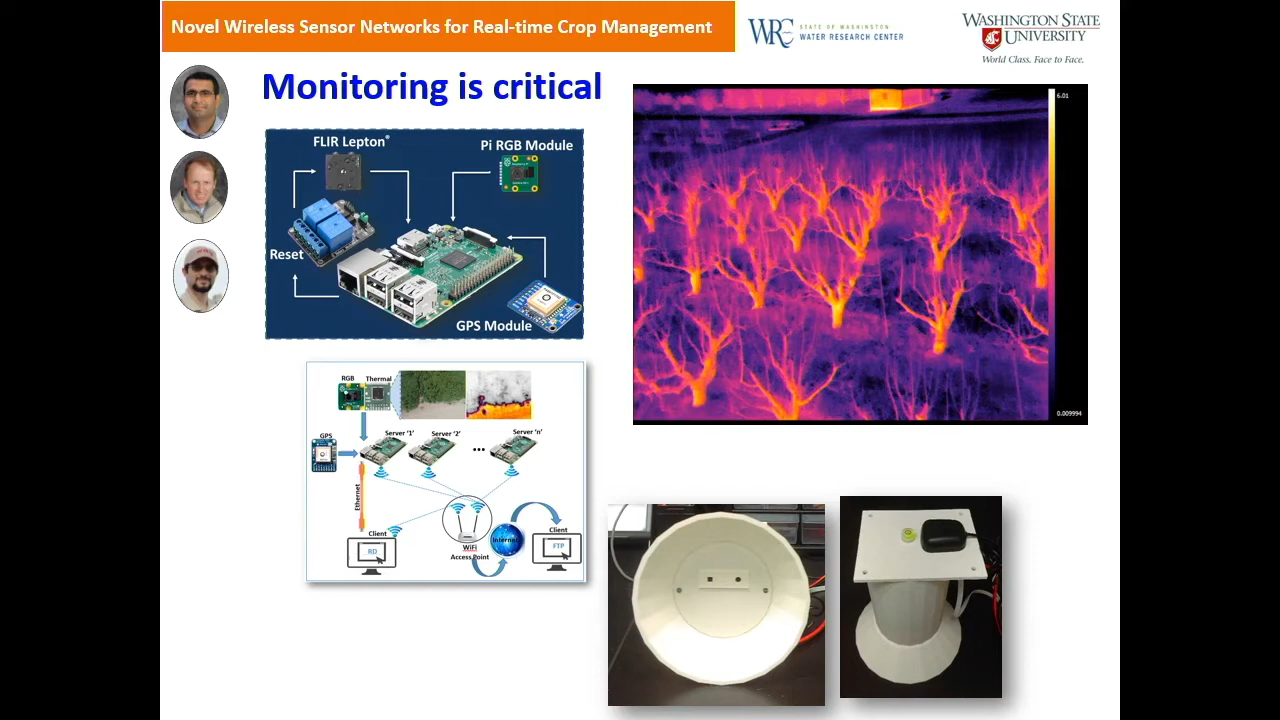 Novel Wireless Sensor Networks for Real-time Crop Management
WRC
STATE OF WASHINGTON
WATER RESEARCH CENTER
WASHINGTON STATE
UNIVERSITY
World Class. Face to Face.
Monitoring is critical
FLIR Lepton®
Pi RGB Module
Reset
GPS Module
6.01
0.009994
RGB
Thermal
GPS
Server '1'
Server '2'
...
Server 'n'
Ethernet
Client
RD
WiFi
Access Point
Internet
Client
FTP